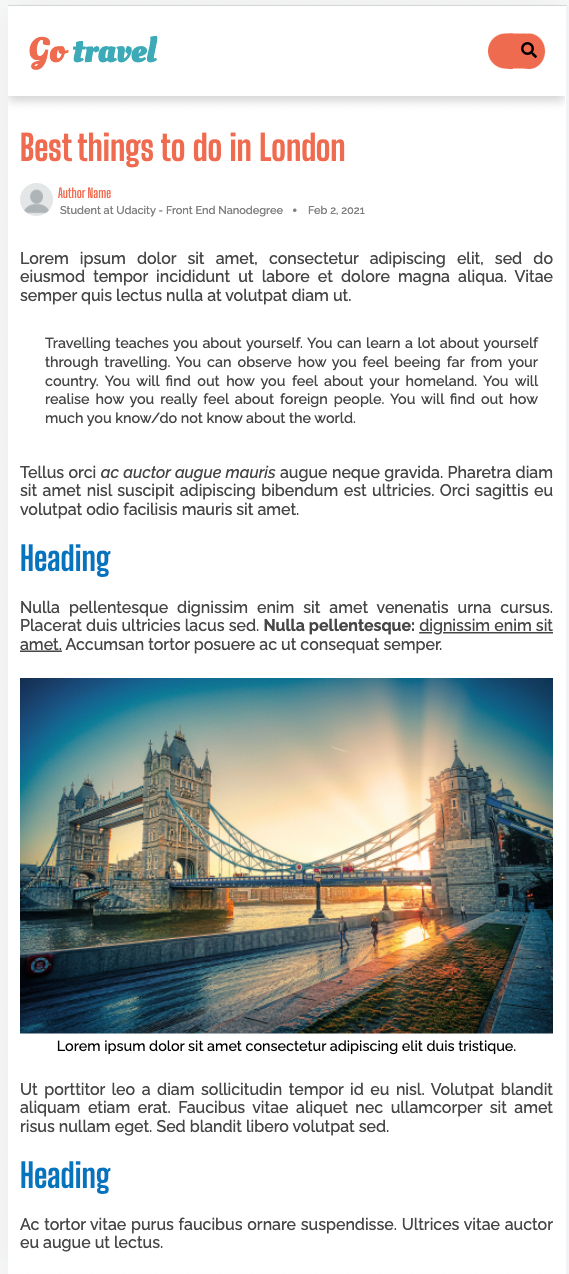 Go travel
Best things to do in London
Author Name
Student at Udacity - Front End Nanodegree • Feb 2, 2021
Lorem ipsum dolor sit amet, consectetur adipiscing elit, sed do
eiusmod tempor incididunt ut labore et dolore magna aliqua. Vitae
semper quis lectus nulla at volutpat diam ut.
Travelling teaches you about yourself. You can learn a lot about yourself
through travelling. You can observe how you feel beeing far from your
country. You will find out how you feel about your homeland. You will
realise how you really feel about foreign people. You will find out how
much you know/do not know about the world.
Tellus orci ac auctor augue mauris augue neque gravida. Pharetra diam
sit amet nisl suscipit adipiscing bibendum est ultricies. Orci sagittis eu
volutpat odio facilisis mauris sit amet.
Heading
Nulla pellentesque dignissim enim sit amet venenatis urna cursus.
Placerat duis ultricies lacus sed. Nulla pellentesque: dignissim enim sit
amet. Accumsan tortor posuere ac ut consequat semper.
Lorem ipsum dolor sit amet consectetur adipiscing elit duis tristique.
Ut porttitor leo a diam sollicitudin tempor id eu nisl. Volutpat blandit
aliquam etiam erat. Faucibus vitae aliquet nec ullamcorper sit amet
risus nullam eget. Sed blandit libero volutpat sed.
Heading
Ac tortor vitae purus faucibus ornare suspendisse. Ultrices vitae auctor
eu augue ut lectus.